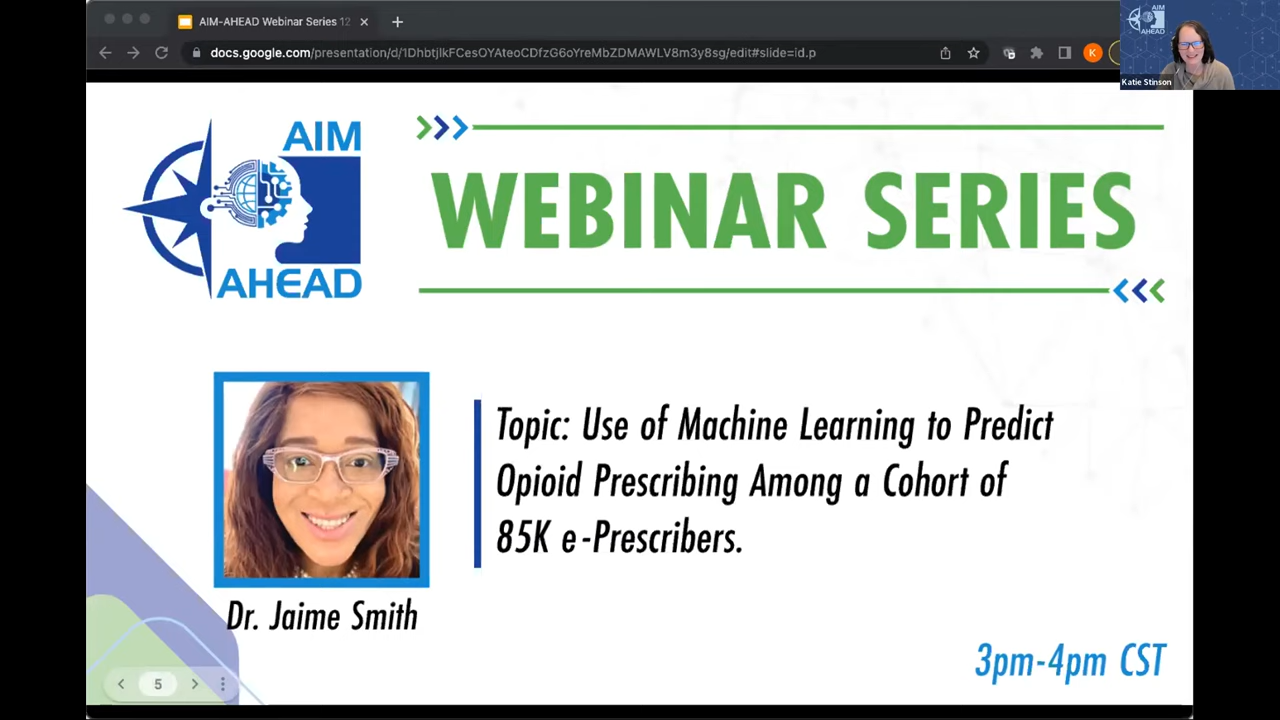 AIM-AHEAD Webinar Series 12
docs.google.com/presentation/d/1DhbtjlkFCesOYAteoCDfzG6oYreMbZDMAWLV8m3y8sg/edit#slide=id.p
K
AIM
AHEAD
Katie Stinson
AIM
AHEAD
WEBINAR SERIES
Topic: Use of Machine Learning to Predict
Opioid Prescribing Among a Cohort of
85K e-Prescribers.
Dr. Jaime Smith
3pm-4pm CST
5